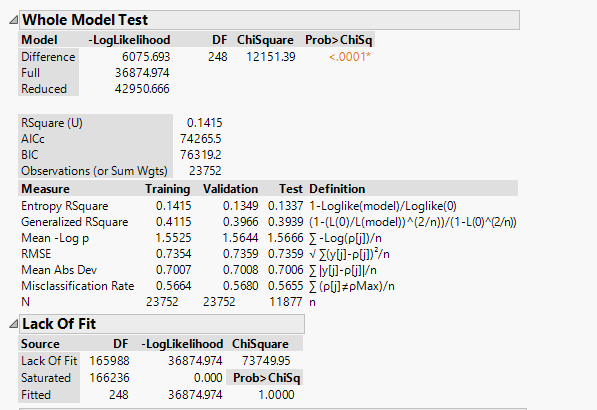 Whole Model Test
Model -LogLikelihood DF ChiSquare Prob>ChiSq
Difference 6075.693 248 12151.39 <.0001*
Full 36874.974
Reduced 42950.666
RSquare (U) 0.1415
AICc 74265.5
BIC 76319.2
Observations (or Sum Wgts) 23752
Measure Training Validation Test Definition
Entropy RSquare 0.1415 0.1349 0.1337 1-Loglike(model)/Loglike(0)
Generalized RSquare 0.4115 0.3966 0.3939 (1-(L(0)/L(model))^(2/n))/(1-L(0)^(2/n))
Mean -Log p 1.5525 1.5644 1.5666 ∑ -Log(ρ[j])/n
RMSE 0.7354 0.7359 0.7359 √ ∑(y[j]-ρ[j])²/n
Mean Abs Dev 0.7007 0.7008 0.7006 ∑ |y[j]-ρ[j]|/n
Misclassification Rate 0.5664 0.5680 0.5655 ∑ (ρ[j]≠ρMax)/n
N 23752 23752 11877 n
Lack Of Fit
Source DF -LogLikelihood ChiSquare
Lack Of Fit 165988 36874.974 73749.95
Saturated 166236 0.000 Prob>ChiSq
Fitted 248 36874.974 1.0000